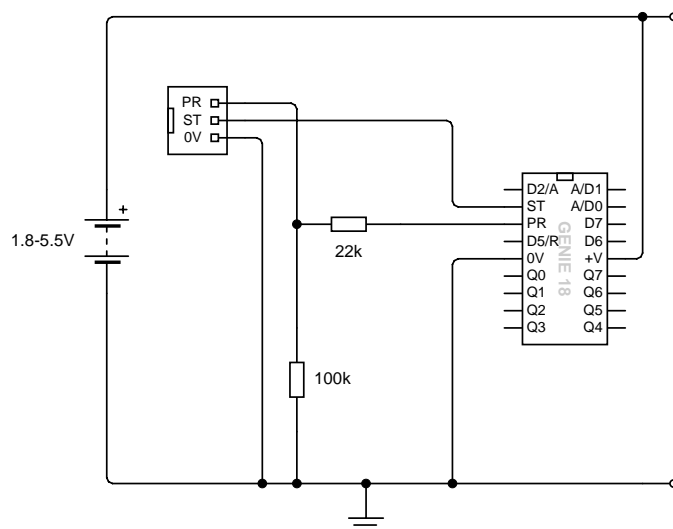 PR
ST
0V
+
1.8-5.5V
22k
100k
D2/A A/D1
ST A/D0
PR D7
D5/R D6
0V +V
Q0 Q7
Q1 Q6
Q2 Q5
Q3 Q4
GENIE 18